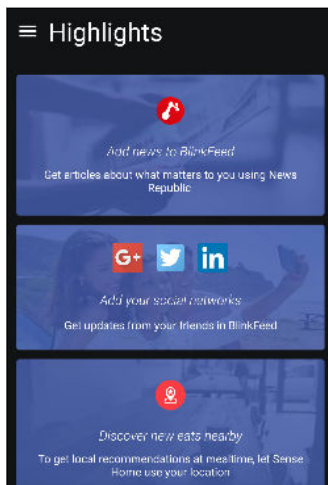 Highlights
Add news to BlinkFeed
Get articles about what matters to you using News
Republic
G+
in
Add your social networks
Get updates from your friends in BlinkFeed
Discover new eats nearby
To get local recommendations at mealtime, let Sense
Home use your location